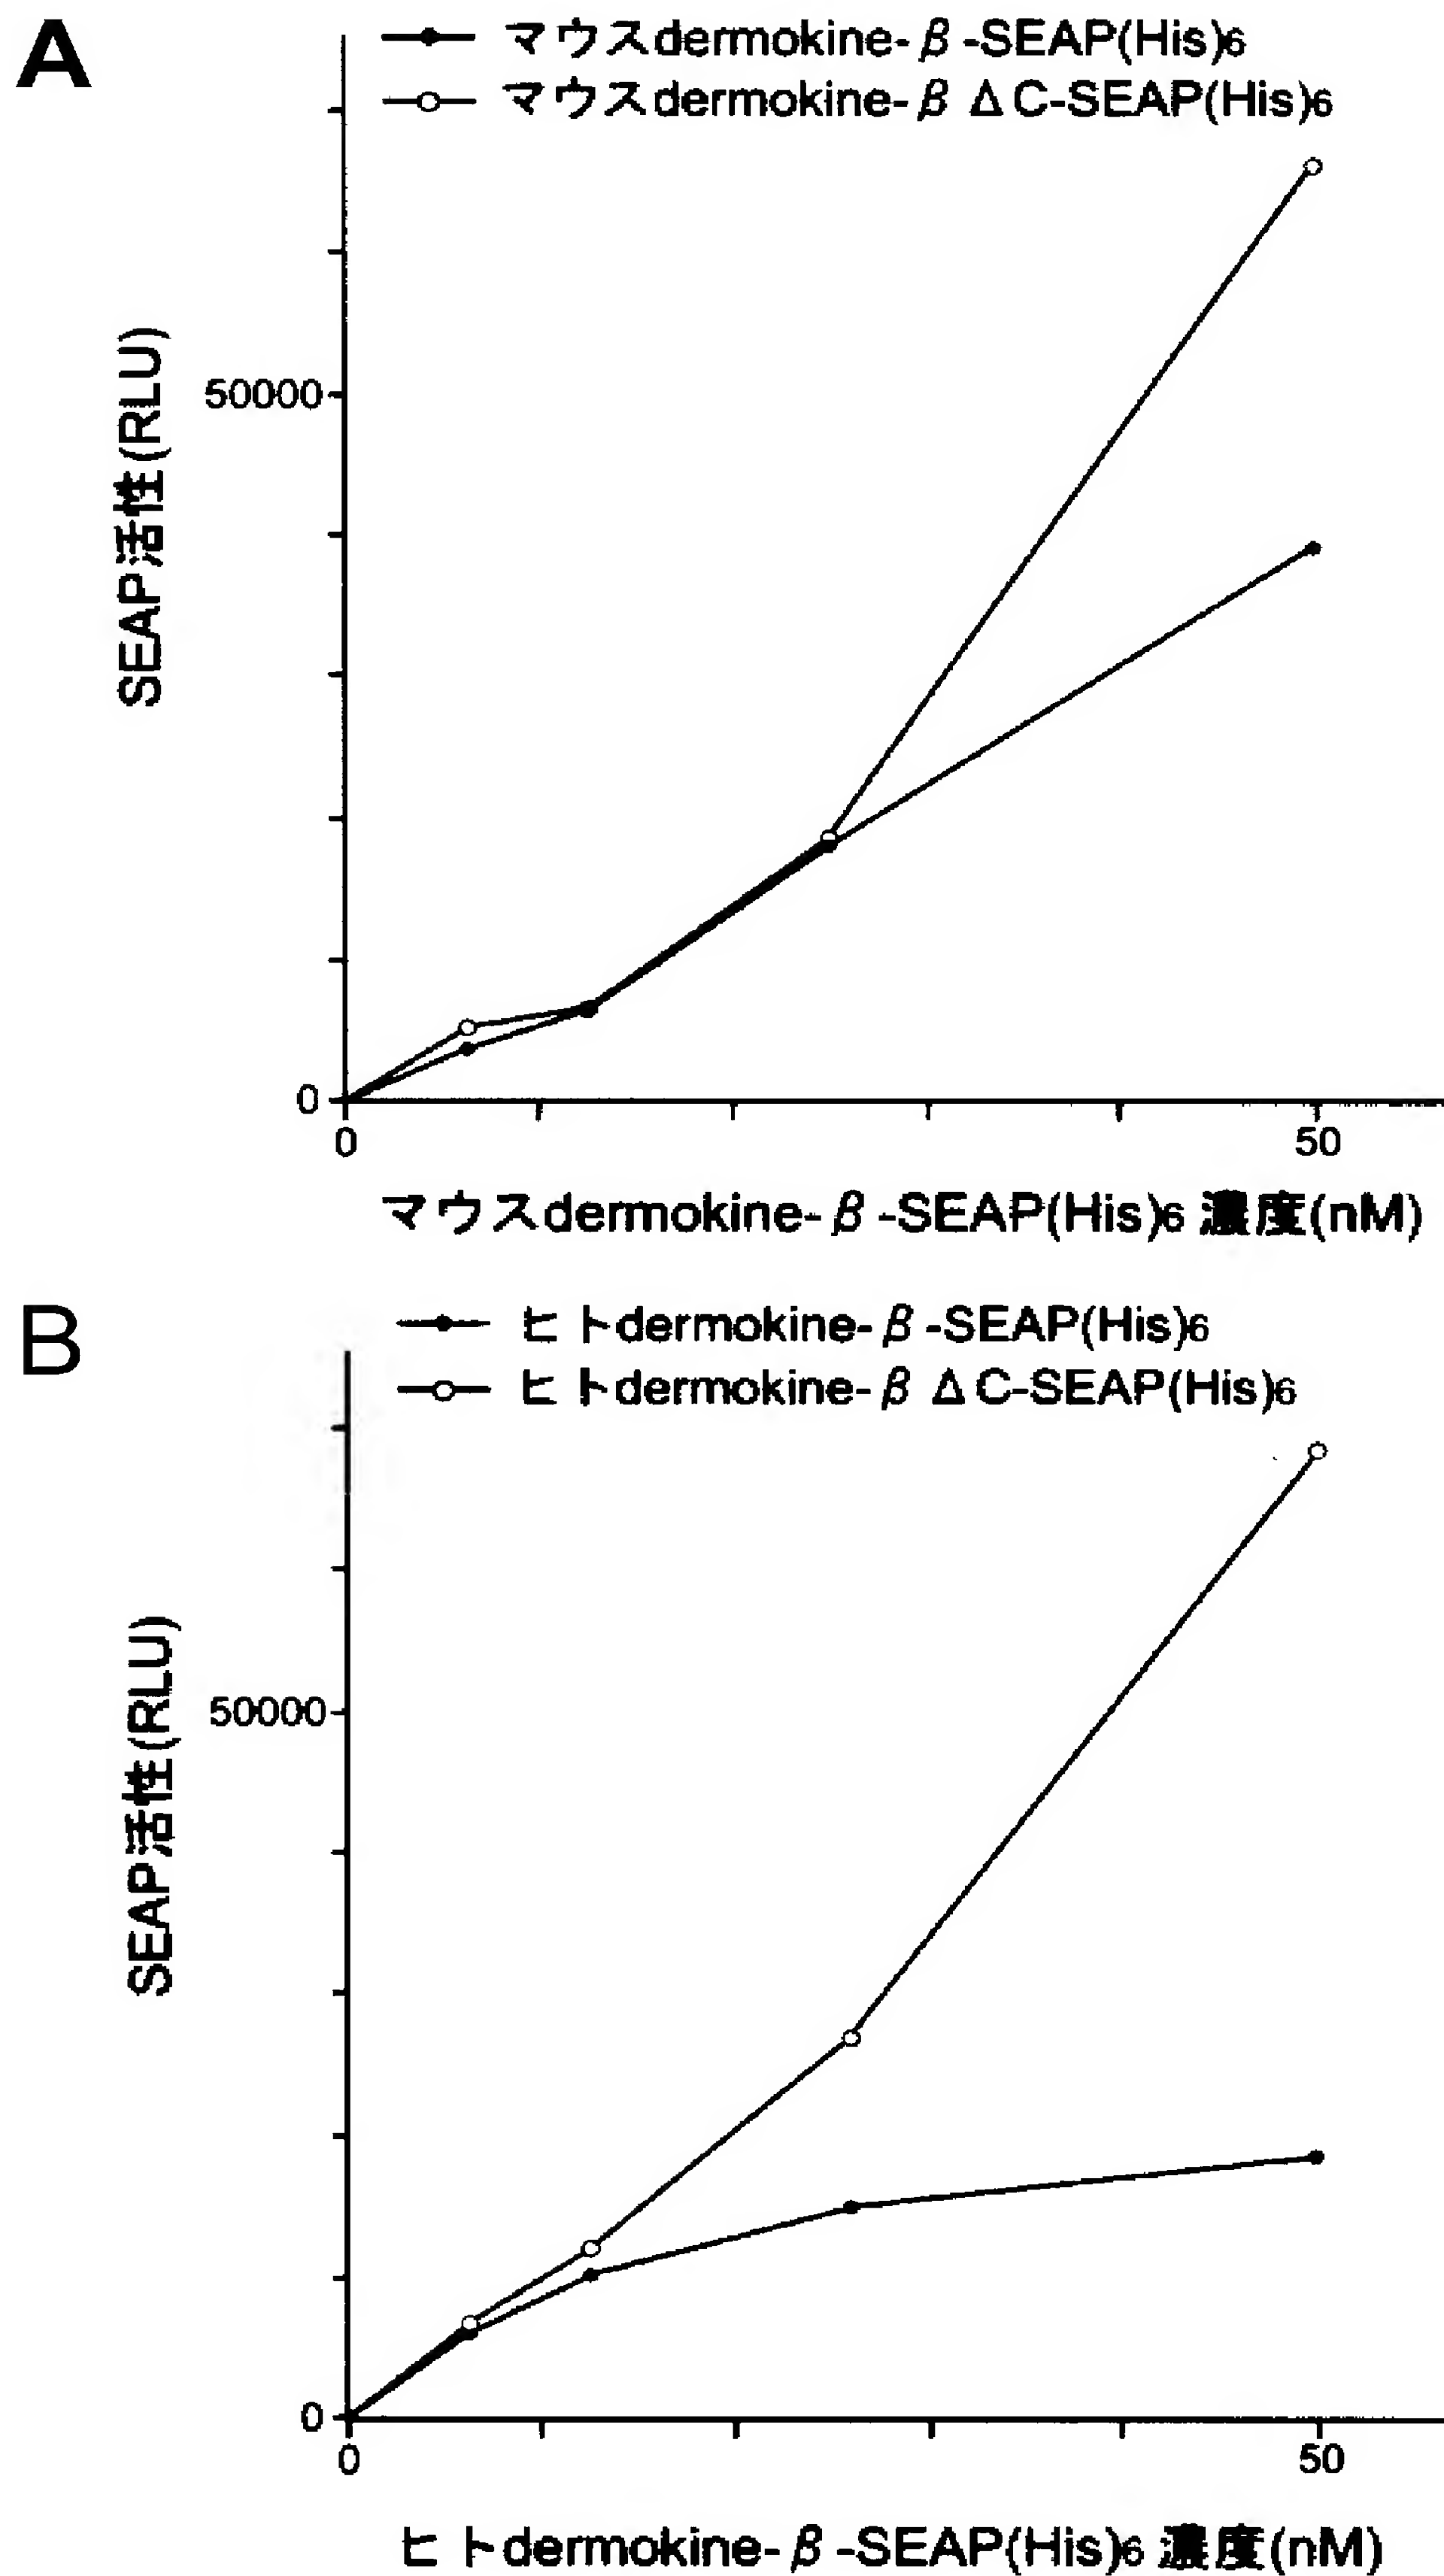 A
マウスdermokine-β-SEAP(His)6
マウスdermokine-βΔC-SEAP(His)6
SEAP活性(RLU)
50000
0
0
50
マウスdermokine-β-SEAP(His)6 濃度(nM)
B
ヒトdermokine-β-SEAP(His)6
ヒトdermokine-βΔC-SEAP(His)6
SEAP活性(RLU)
50000
0
0
50
ヒトdermokine-β-SEAP(His)6 濃度(nM)